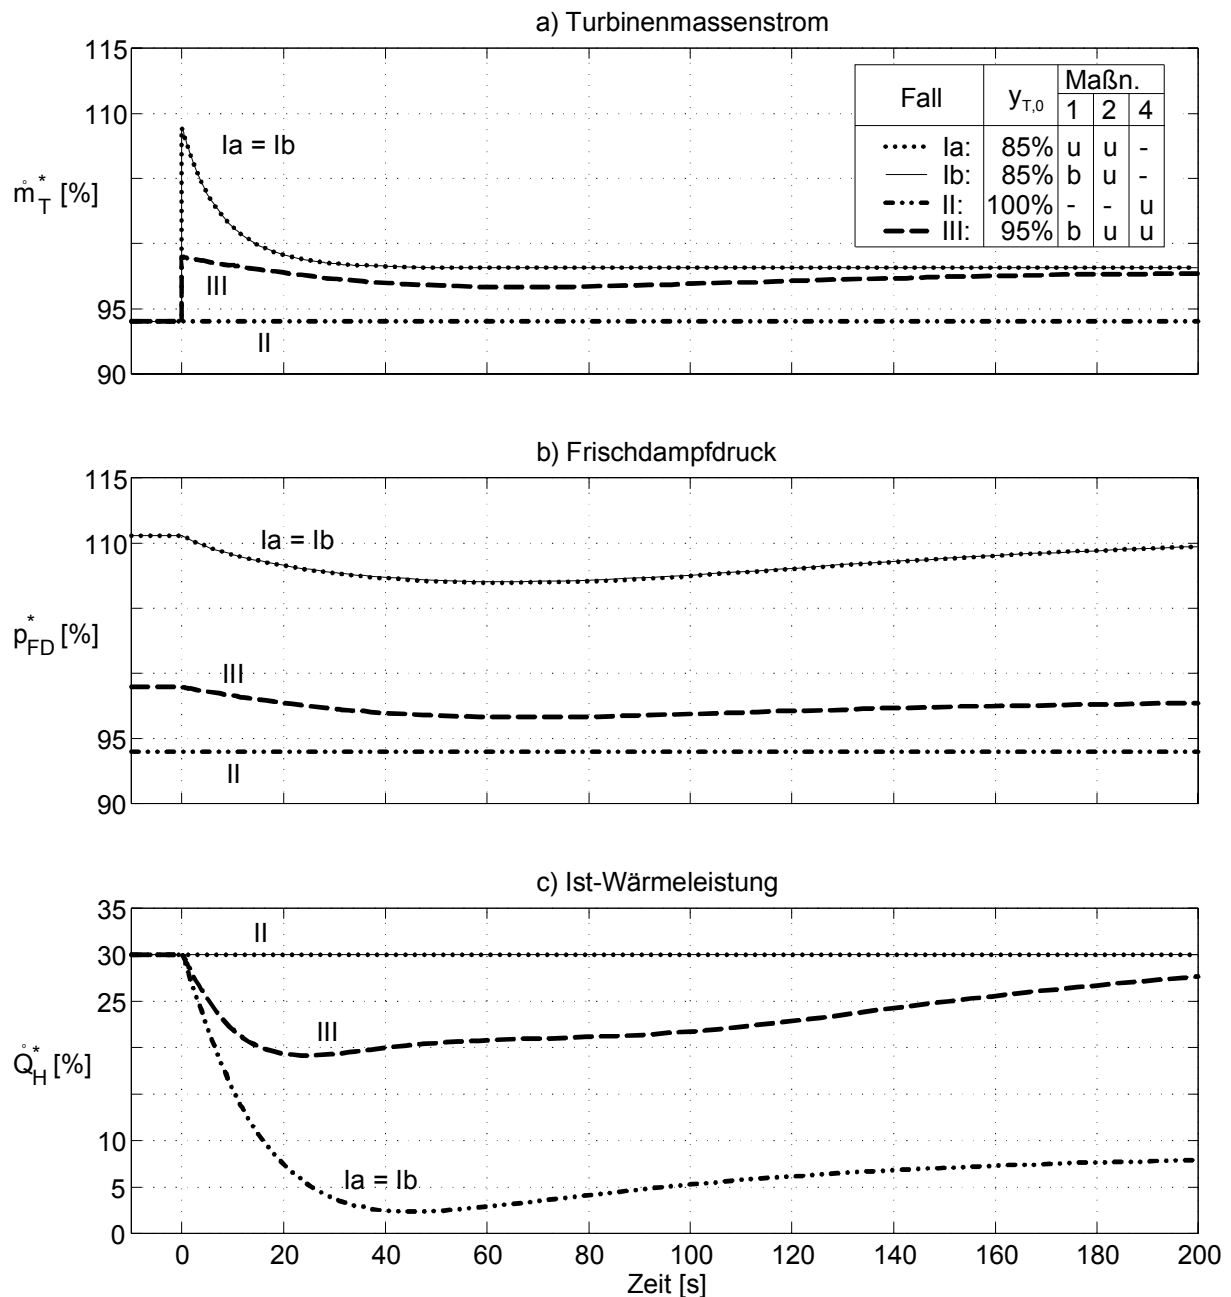 a) Turbinenmassenstrom
115
110
95
90
ṁ*T [%]
Fall yT,0 Maßn.
1 2 4
Ia: 85% u u -
Ib: 85% b u -
II: 100% - - u
III: 95% b u u
Ia = Ib
III
II
b) Frischdampfdruck
115
110
95
90
p*FD [%]
Ia = Ib
III
II
c) Ist-Wärmeleistung
35
30
25
10
5
0
Q̇*H [%]
II
III
Ia = Ib
0 20 40 60 80 100 120 140 160 180 200
Zeit [s]